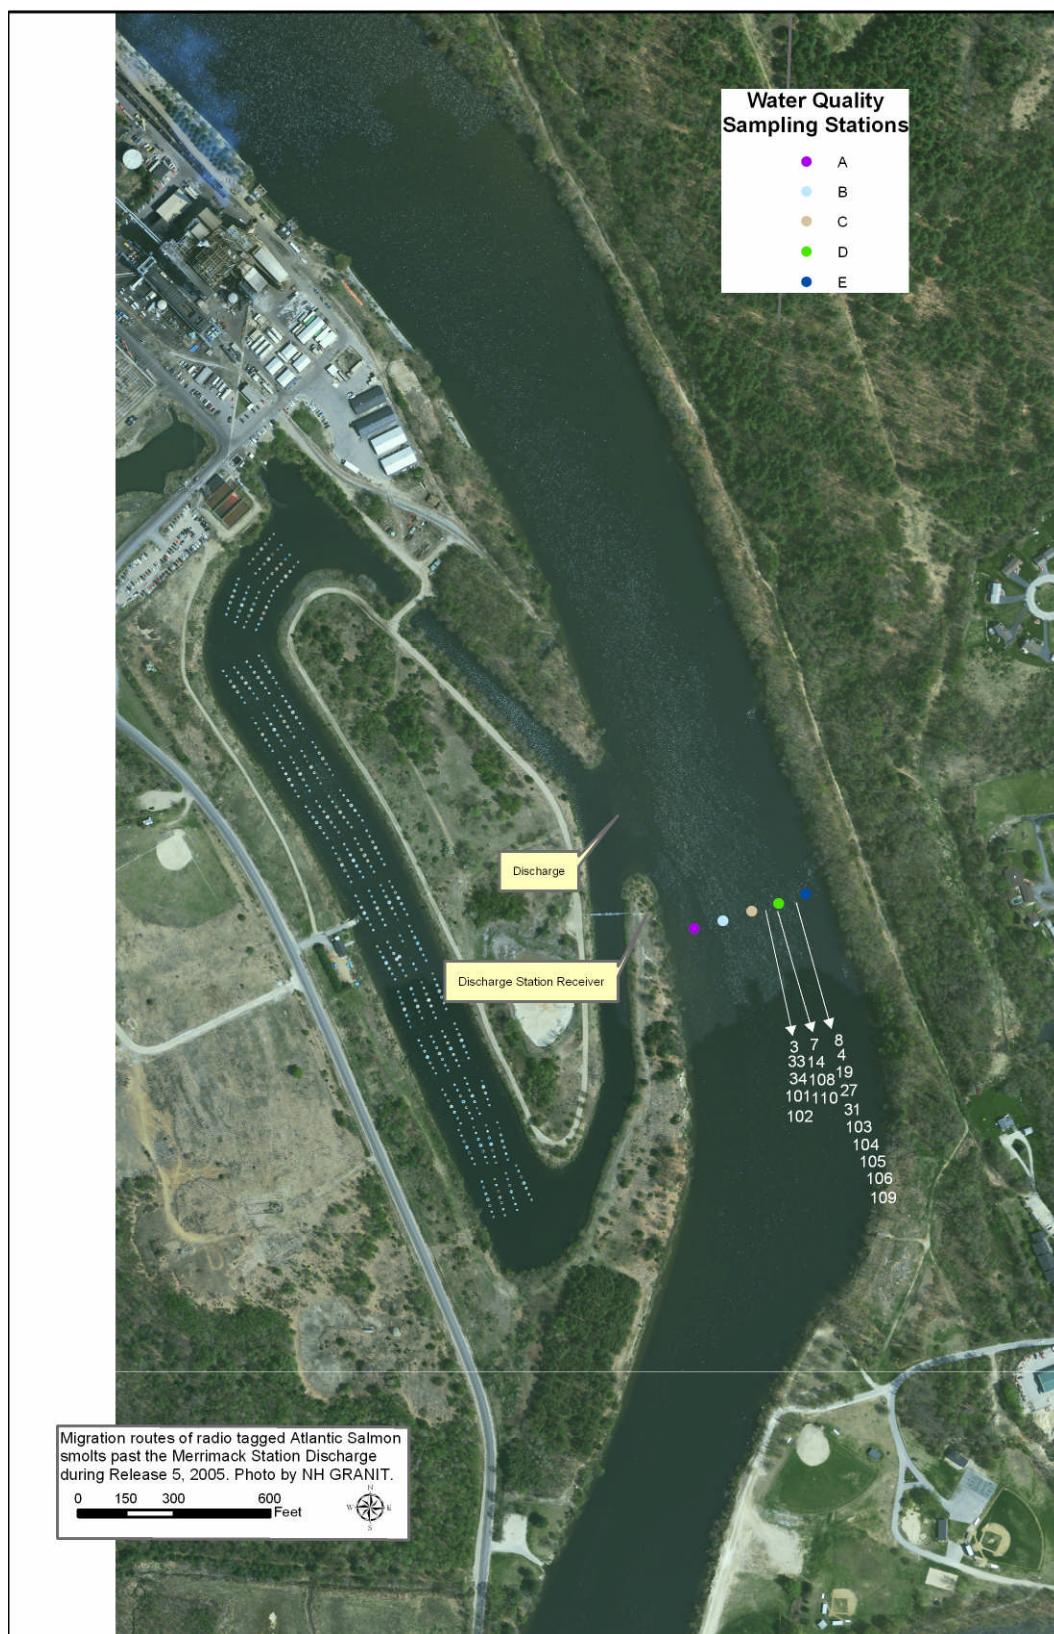 Water Quality
Sampling Stations
A
B
C
D
E
Discharge
Discharge Station Receiver
3 7 8
33 14 4
34 108 19
101 110 27
102 31
103
104
105
106
109
Migration routes of radio tagged Atlantic Salmon
smolts past the Merrimack Station Discharge
during Release 5, 2005. Photo by NH GRANIT.
0 150 300 600
Feet
N
W E
S